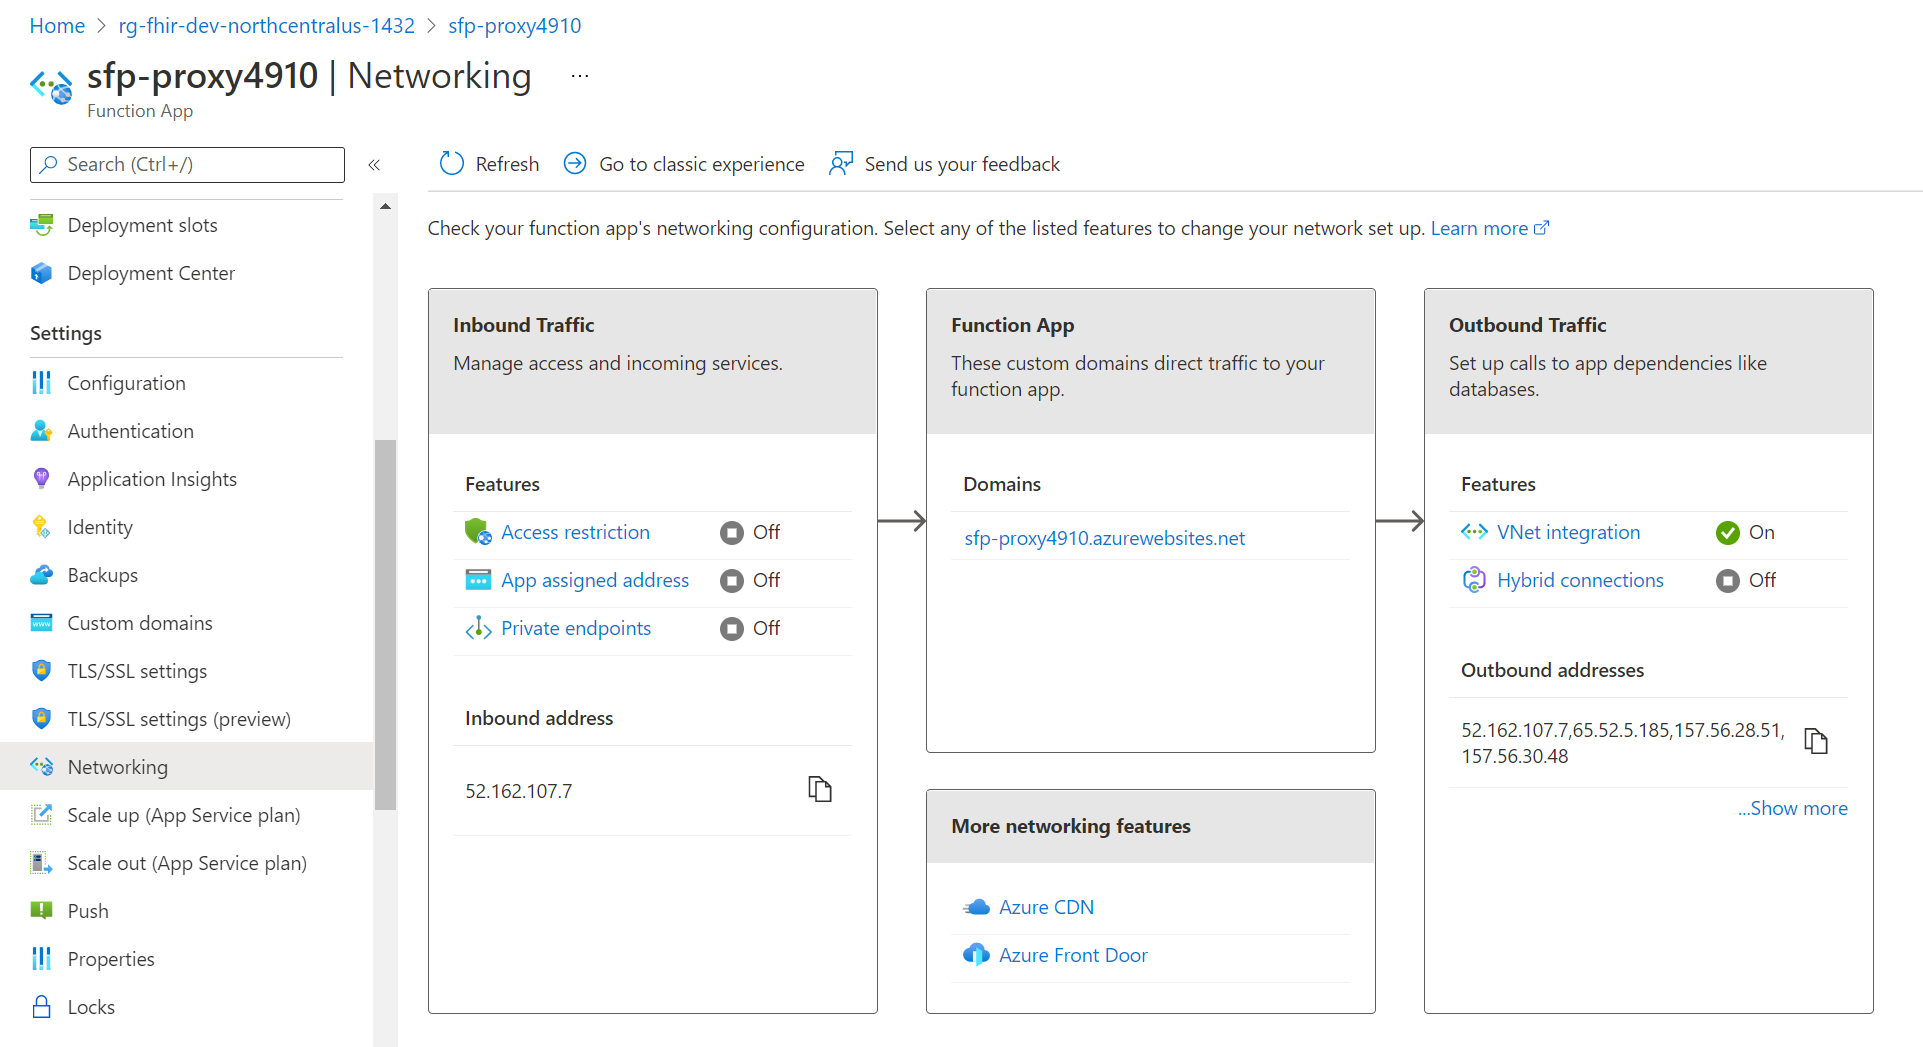 Home > rg-fhir-dev-northcentralus-1432 > sfp-proxy4910
sfp-proxy4910 | Networking ...
Function App
Search (Ctrl+/)
«
Deployment slots
Deployment Center
Settings
Configuration
Authentication
Application Insights
Identity
Backups
Custom domains
TLS/SSL settings
TLS/SSL settings (preview)
Networking
Scale up (App Service plan)
Scale out (App Service plan)
Push
Properties
Locks
Refresh
Go to classic experience
Send us your feedback
Check your function app's networking configuration. Select any of the listed features to change your network set up. Learn more
Inbound Traffic
Manage access and incoming services.
Features
Access restriction Off
App assigned address Off
Private endpoints Off
Inbound address
52.162.107.7
Function App
These custom domains direct traffic to your
function app.
Domains
sfp-proxy4910.azurewebsites.net
More networking features
Azure CDN
Azure Front Door
Outbound Traffic
Set up calls to app dependencies like
databases.
Features
VNet integration On
Hybrid connections Off
Outbound addresses
52.162.107.7,65.52.5.185,157.56.28.51,
157.56.30.48
...Show more